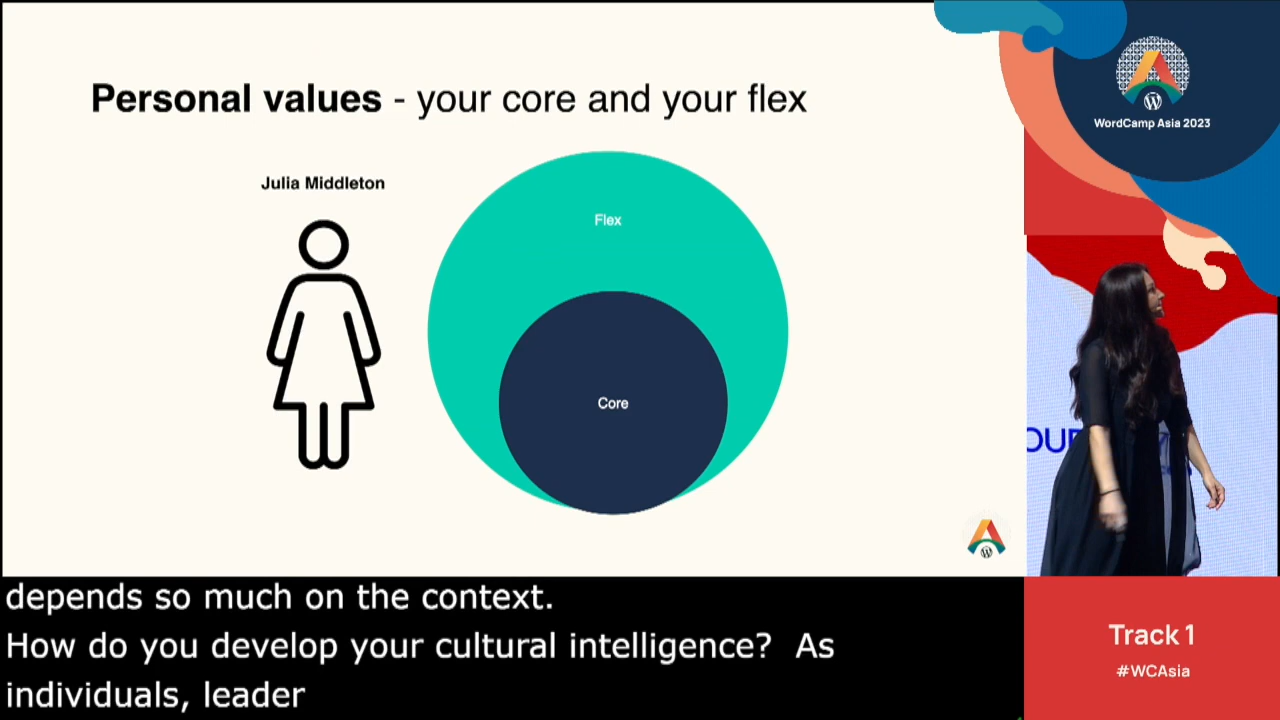 Personal values - your core and your flex
Julia Middleton
Flex
Core
WordCamp Asia 2023
OUR
Track 1
#WCAsia
depends so much on the context.
How do you develop your cultural intelligence?  As
individuals, leader